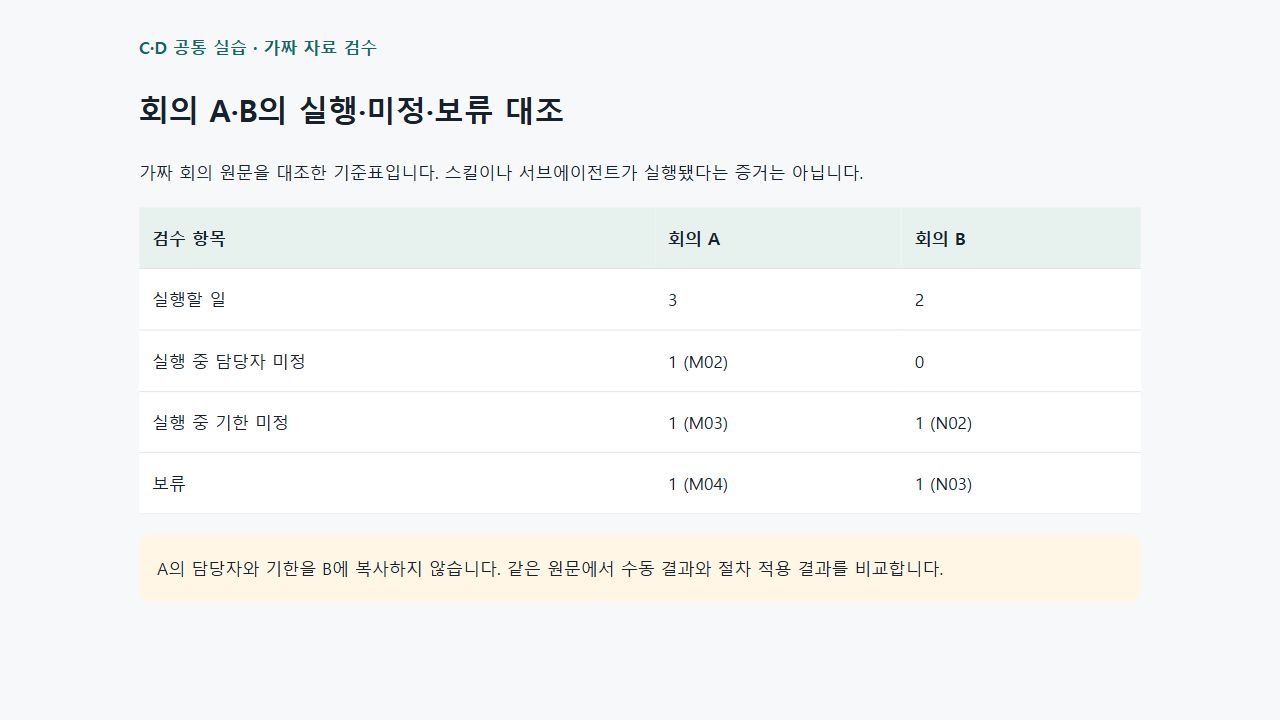 C·D 공통 실습 · 가짜 자료 검수
회의 A·B의 실행·미정·보류 대조
가짜 회의 원문을 대조한 기준표입니다. 스킬이나 서브에이전트가 실행됐다는 증거는 아닙니다.
검수 항목 회의 A 회의 B
실행할 일 3 2
실행 중 담당자 미정 1 (M02) 0
실행 중 기한 미정 1 (M03) 1 (N02)
보류 1 (M04) 1 (N03)
A의 담당자와 기한을 B에 복사하지 않습니다. 같은 원문에서 수동 결과와 절차 적용 결과를 비교합니다.